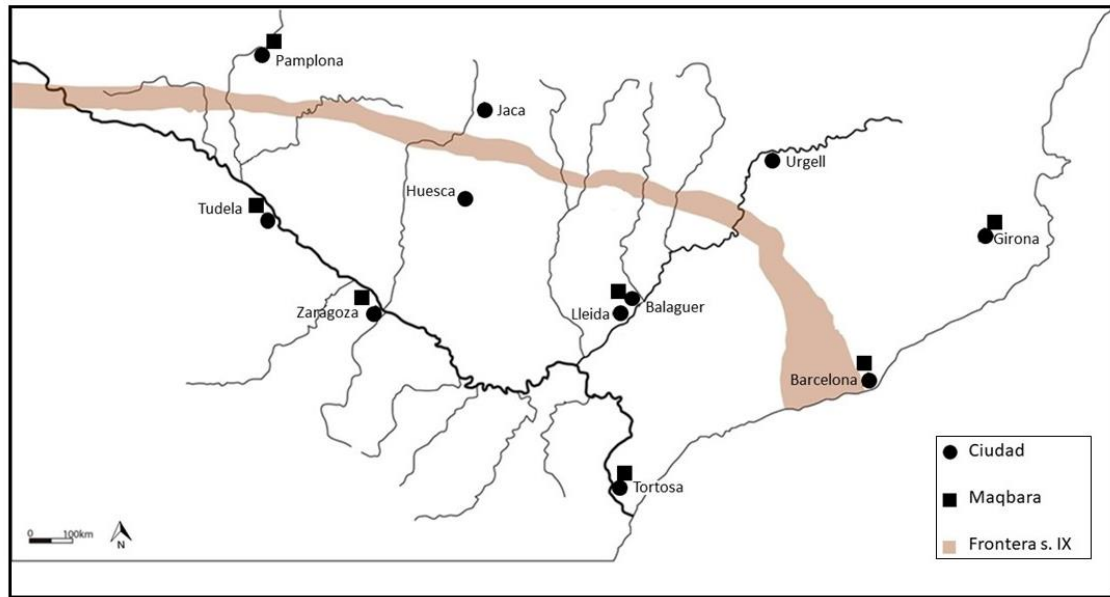 Pamplona
Jaca
Urgell
Huesca
Tudela
Girona
Zaragoza
Lleida
Balaguer
Barcelona
Tortosa
Ciudad
Maqbara
Frontera s. IX
0 100km
N